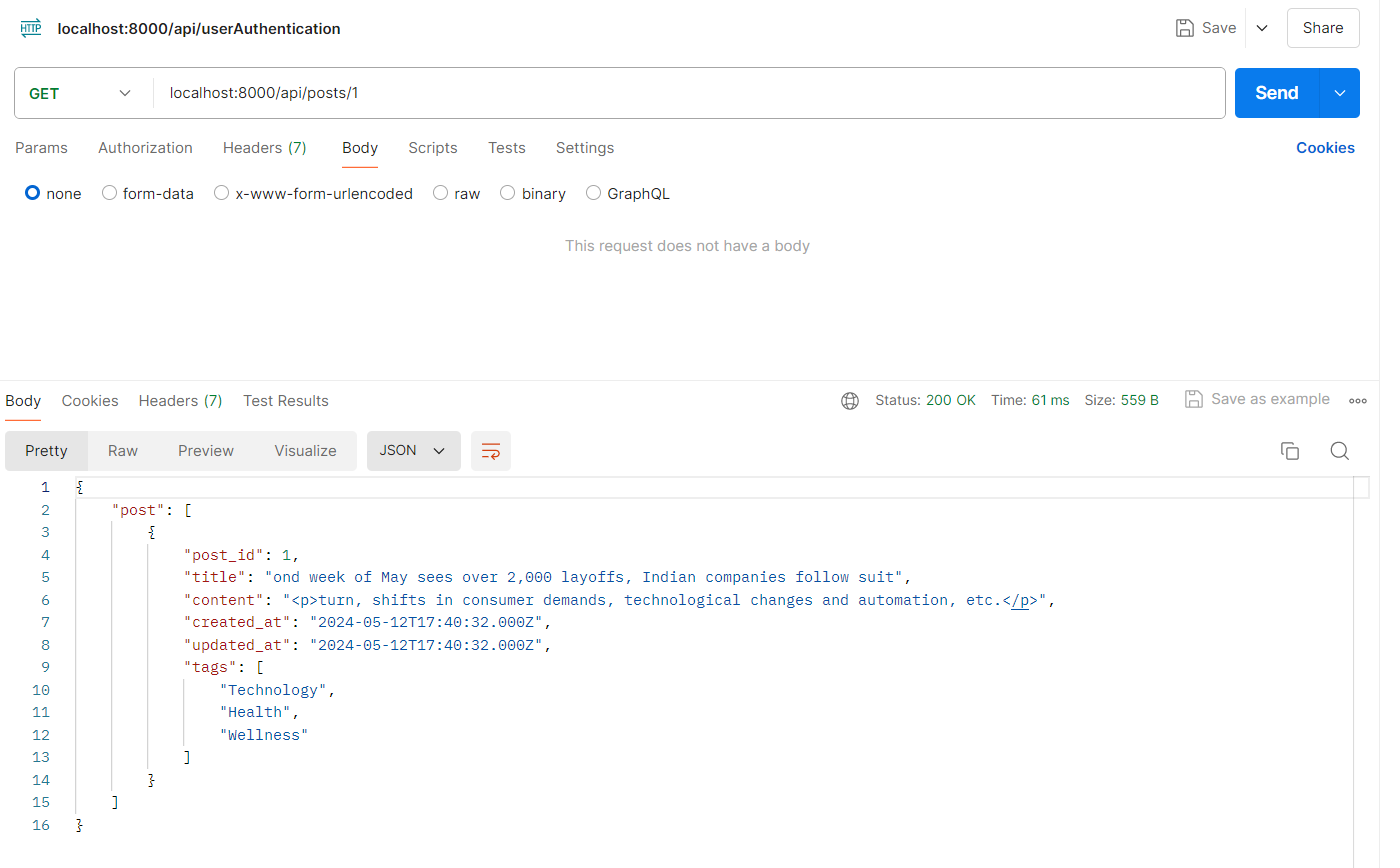 HTTP localhost:8000/api/userAuthentication Save Share
GET localhost:8000/api/posts/1 Send
Params Authorization Headers (7) Body Scripts Tests Settings Cookies
none form-data x-www-form-urlencoded raw binary GraphQL
This request does not have a body
Body Cookies Headers (7) Test Results Status: 200 OK Time: 61 ms Size: 559 B Save as example
Pretty Raw Preview Visualize JSON
1 {
2 "post": [
3 {
4 "post_id": 1,
5 "title": "ond week of May sees over 2,000 layoffs, Indian companies follow suit",
6 "content": "<p>turn, shifts in consumer demands, technological changes and automation, etc.</p>",
7 "created_at": "2024-05-12T17:40:32.000Z",
8 "updated_at": "2024-05-12T17:40:32.000Z",
9 "tags": [
10 "Technology",
11 "Health",
12 "Wellness"
13 ]
14 }
15 ]
16 }